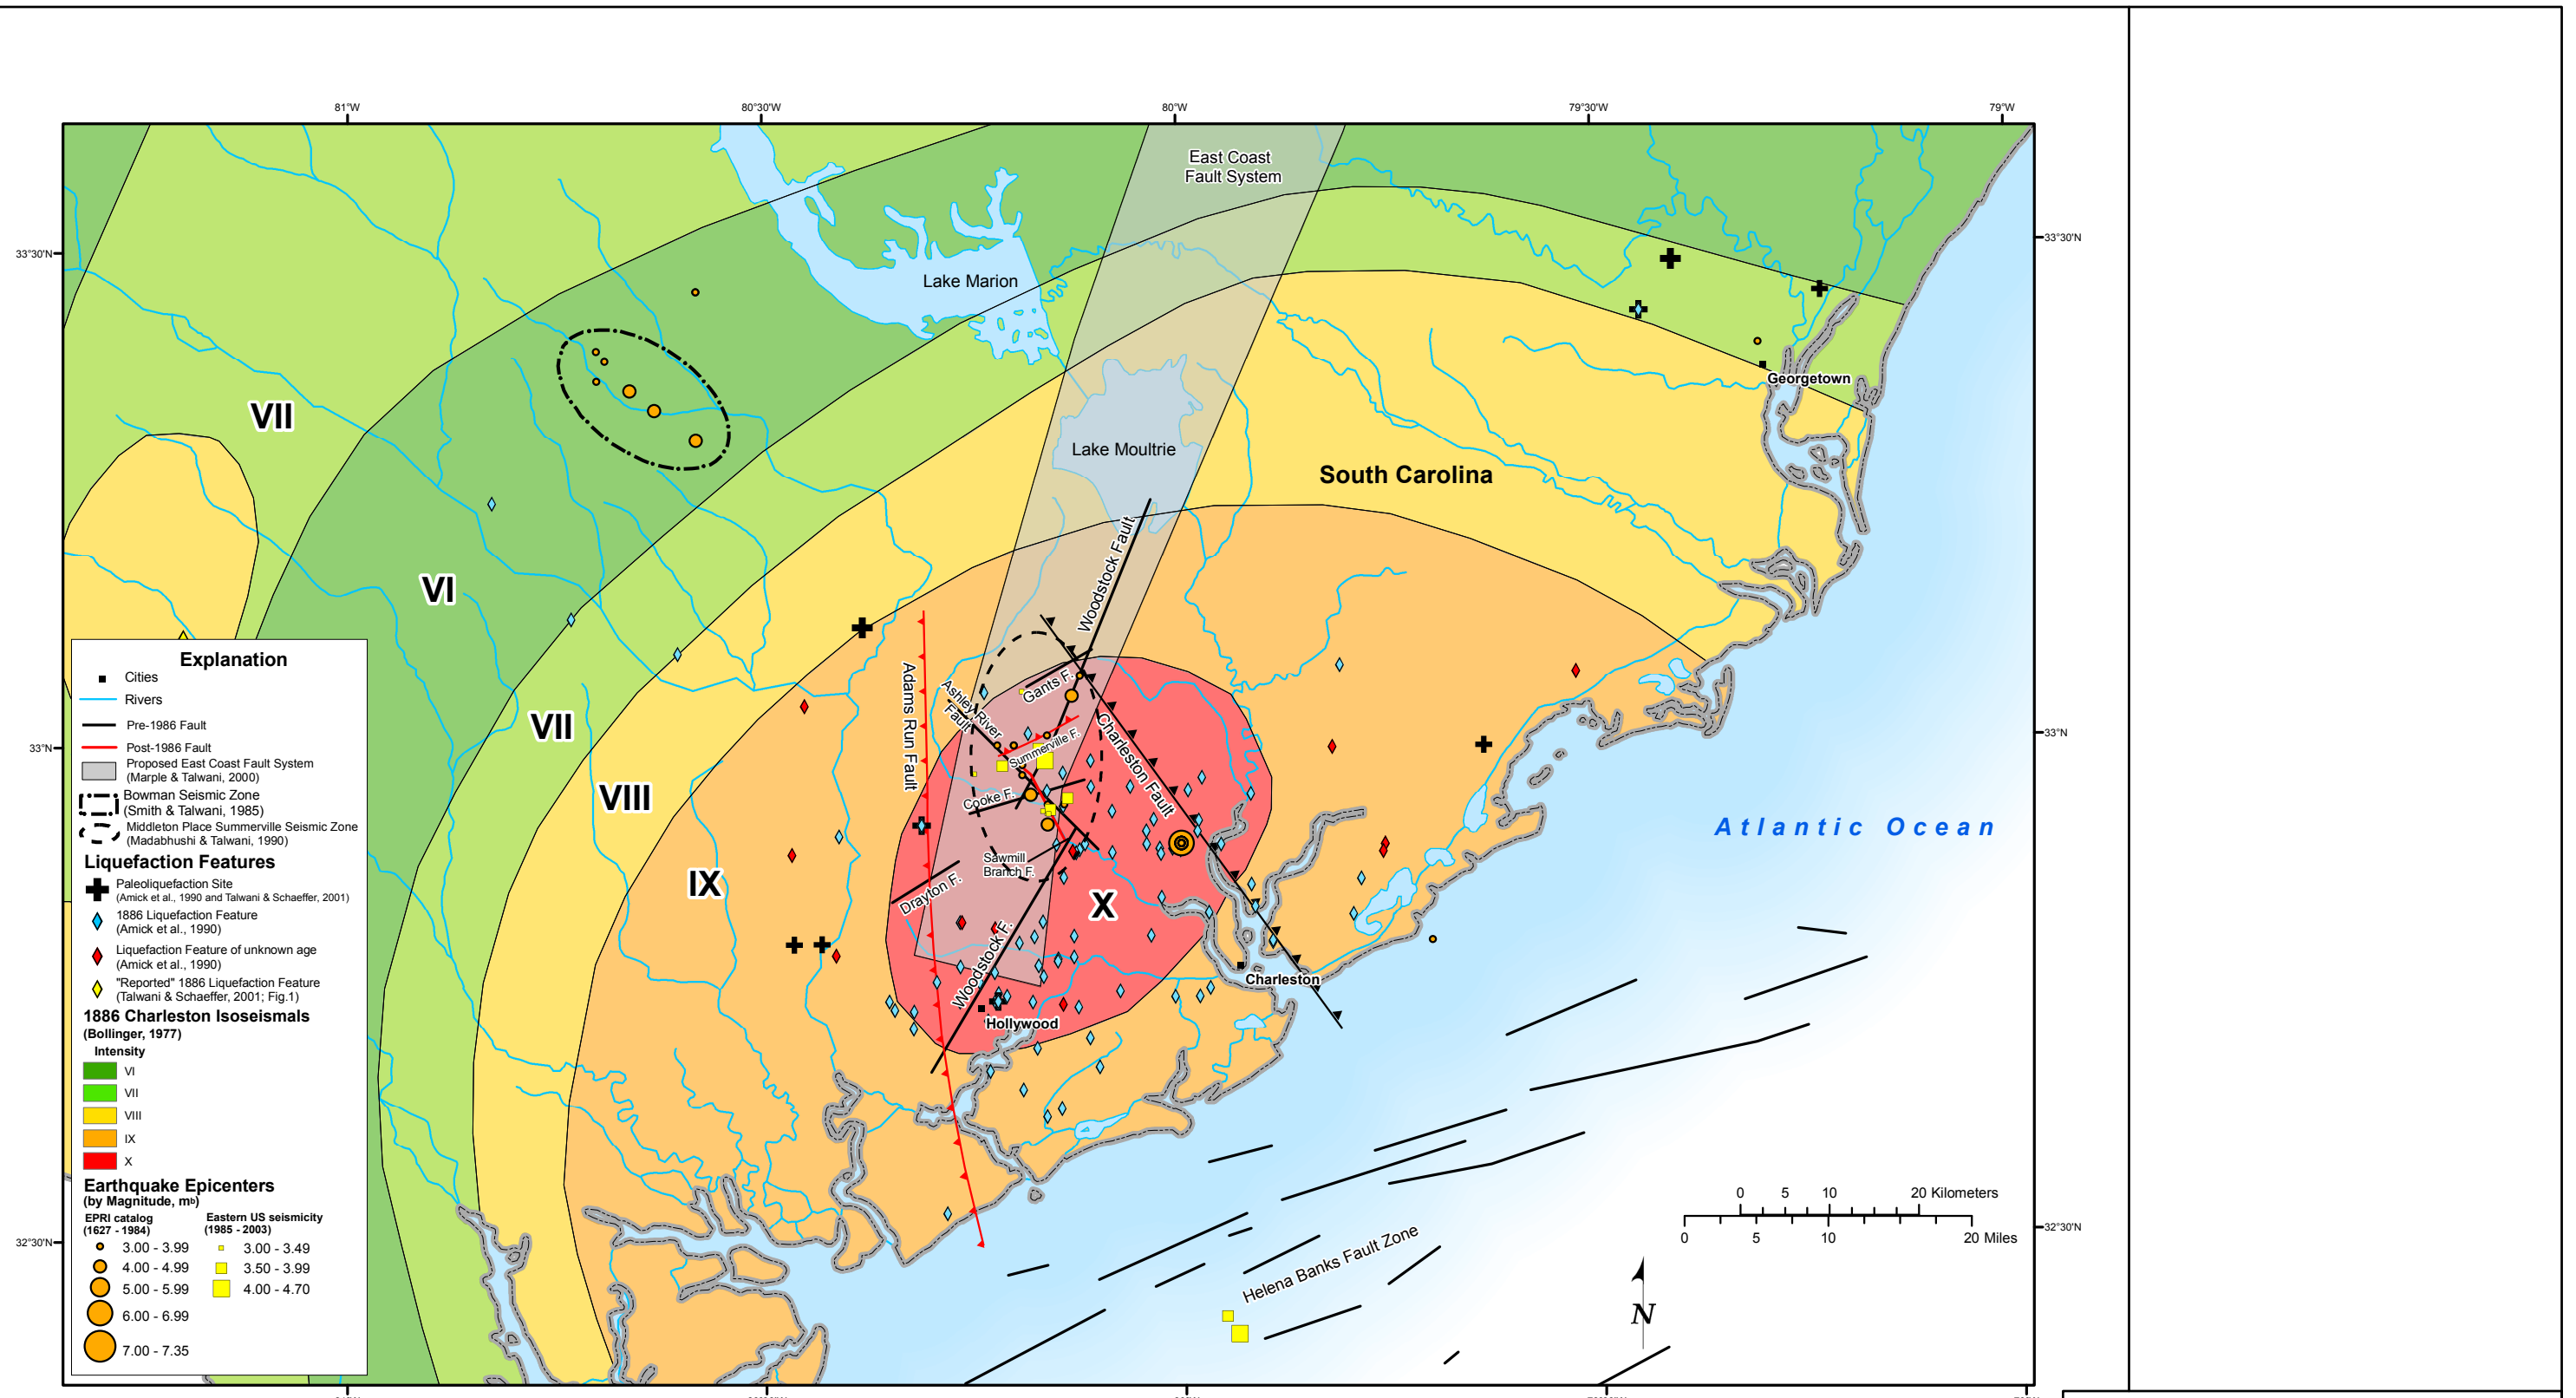 81°W
80°30'W
80°W
79°30'W
79°W
East Coast
Fault System
33°30'N
33°30'N
Lake Marion
Georgetown
VII
Lake Moultrie
South Carolina
Woodstock Fault
VI
Adams Run Fault
Ashley River
Fault
Gants F.
Charleston Fault
Summerville F.
VII
33°N
33°N
VIII
Cooke F.
Atlantic Ocean
Sawmill
Branch F.
IX
Drayton F.
X
Woodstock F.
Charleston
Hollywood
Helena Banks Fault Zone
32°30'N
32°30'N
0 5 10 20 Kilometers
0 5 10 20 Miles
N
Explanation
Cities
Rivers
Pre-1986 Fault
Post-1986 Fault
Proposed East Coast Fault System
(Marple & Talwani, 2000)
Bowman Seismic Zone
(Smith & Talwani, 1985)
Middleton Place Summerville Seismic Zone
(Madabhushi & Talwani, 1990)
Liquefaction Features
Paleoliquefaction Site
(Amick et al., 1990 and Talwani & Schaeffer, 2001)
1886 Liquefaction Feature
(Amick et al., 1990)
Liquefaction Feature of unknown age
(Amick et al., 1990)
"Reported" 1886 Liquefaction Feature
(Talwani & Schaeffer, 2001; Fig.1)
1886 Charleston Isoseismals
(Bollinger, 1977)
Intensity
VI
VII
VIII
IX
X
Earthquake Epicenters
(by Magnitude, mb)
EPRI catalog
(1627 - 1984)
3.00 - 3.99
4.00 - 4.99
5.00 - 5.99
6.00 - 6.99
7.00 - 7.35
Eastern US seismicity
(1985 - 2003)
3.00 - 3.49
3.50 - 3.99
4.00 - 4.70